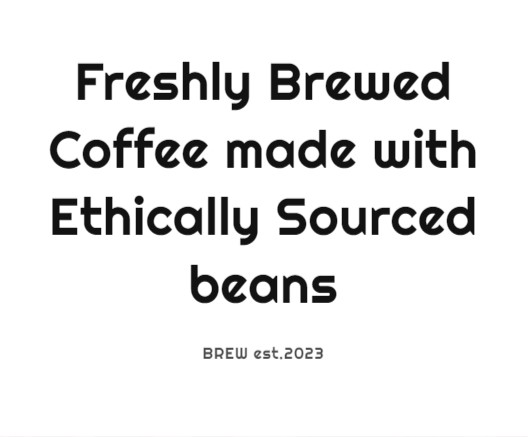 Freshly Brewed
Coffee made with
Ethically Sourced
beans
BREW est.2023